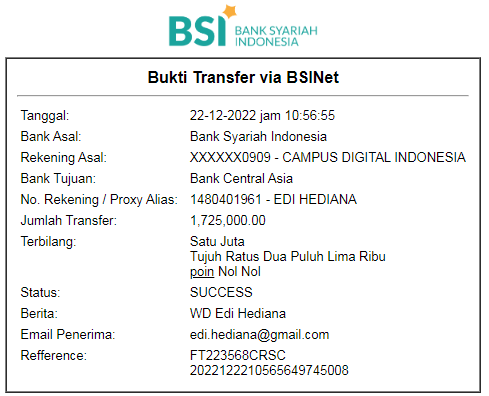 BSI BANK SYARIAH
INDONESIA
Bukti Transfer via BSINet
Tanggal: 22-12-2022 jam 10:56:55
Bank Asal: Bank Syariah Indonesia
Rekening Asal: XXXXXX0909 - CAMPUS DIGITAL INDONESIA
Bank Tujuan: Bank Central Asia
No. Rekening / Proxy Alias: 1480401961 - EDI HEDIANA
Jumlah Transfer: 1,725,000.00
Terbilang: Satu Juta
Tujuh Ratus Dua Puluh Lima Ribu
poin Nol Nol
Status: SUCCESS
Berita: WD Edi Hediana
Email Penerima: edi.hediana@gmail.com
Refference: FT223568CRSC
2022122210565649745008